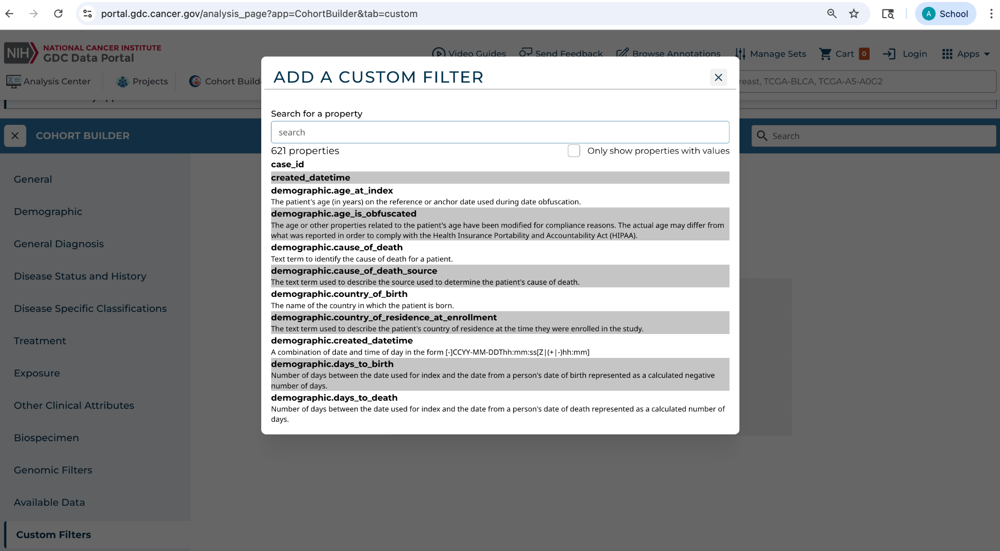 portal.gdc.cancer.gov/analysis_page?app=CohortBuilder&tab=custom
A School
NIH NATIONAL CANCER INSTITUTE
GDC Data Portal
Video Guides Send Feedback Browse Annotations Manage Sets Cart 0 Login Apps
Analysis Center Projects Cohort Builde
reast, TCGA-BLCA, TCGA-A5-A0G2
COHORT BUILDER
Search
General
Demographic
General Diagnosis
Disease Status and History
Disease Specific Classifications
Treatment
Exposure
Other Clinical Attributes
Biospecimen
Genomic Filters
Available Data
Custom Filters
ADD A CUSTOM FILTER
Search for a property
search
621 properties
Only show properties with values
case_id
created_datetime
demographic.age_at_index
The patient's age (in years) on the reference or anchor date used during date obfuscation.
demographic.age_is_obfuscated
The age or other properties related to the patient's age have been modified for compliance reasons. The actual age may differ from
what was reported in order to comply with the Health Insurance Portability and Accountability Act (HIPAA).
demographic.cause_of_death
Text term to identify the cause of death for a patient.
demographic.cause_of_death_source
The text term used to describe the source used to determine the patient's cause of death.
demographic.country_of_birth
The name of the country in which the patient is born.
demographic.country_of_residence_at_enrollment
The text term used to describe the patient's country of residence at the time they were enrolled in the study.
demographic.created_datetime
A combination of date and time of day in the form [-]CCYY-MM-DDThh:mm:ss[Z|(+|-)hh:mm]
demographic.days_to_birth
Number of days between the date used for index and the date from a person's date of birth represented as a calculated negative
number of days.
demographic.days_to_death
Number of days between the date used for index and the date from a person's date of death represented as a calculated number of
days.